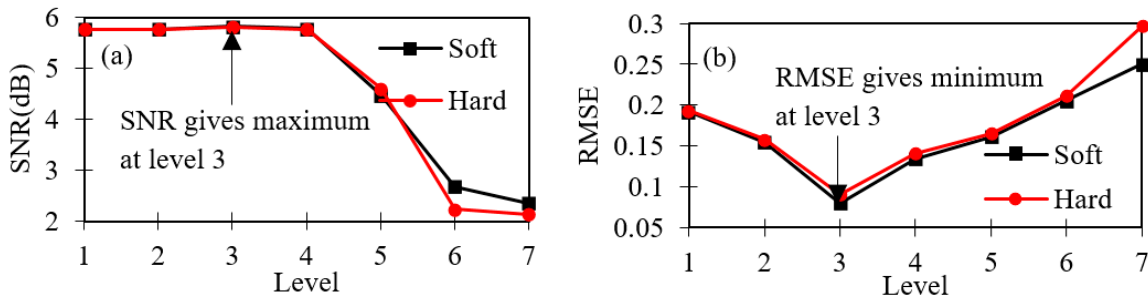 (a)
SNR(dB)
6
5
4
3
2
1 2 3 4 5 6 7
Level
Soft
Hard
SNR gives maximum
at level 3
(b)
RMSE
0.3
0.25
0.2
0.15
0.1
0.05
1 2 3 4 5 6 7
Level
RMSE gives minimum
at level 3
Soft
Hard